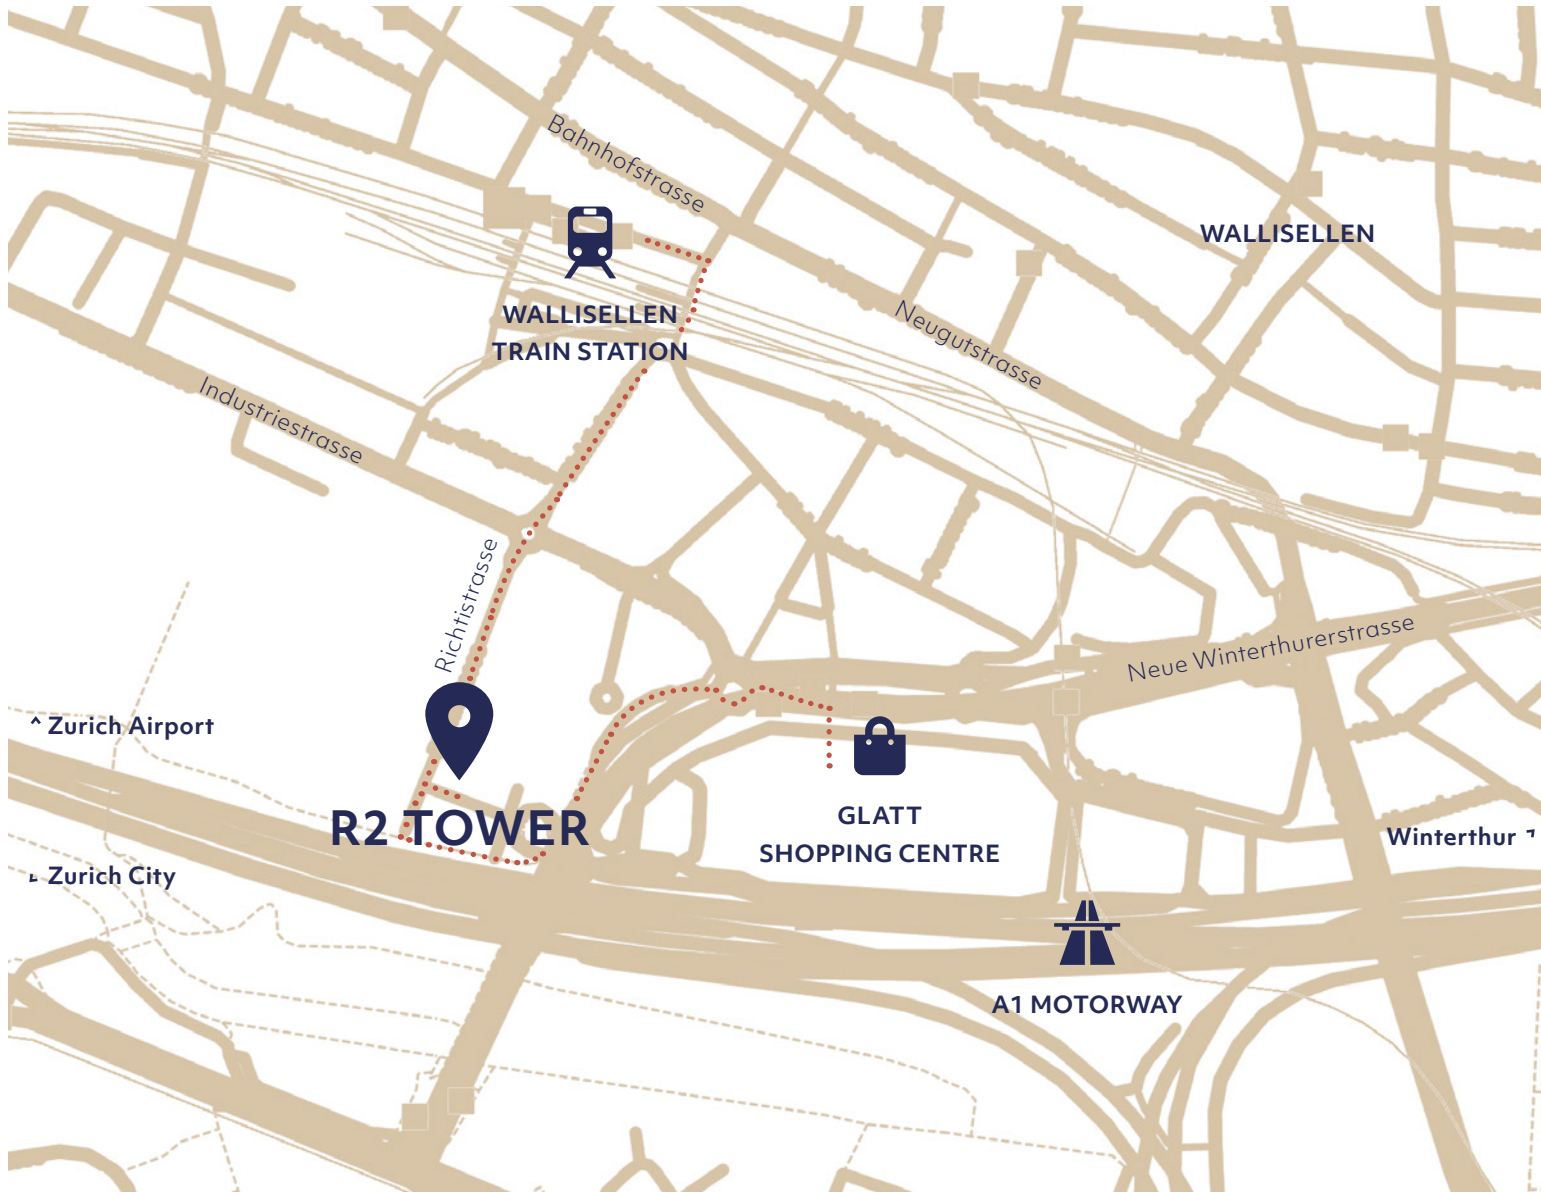 Bahnhofstrasse
WALLISELLEN
WALLISELLEN
TRAIN STATION
Neugutstrasse
Industriestrasse
Richtistrasse
Neue Winterthurerstrasse
^ Zurich Airport
R2 TOWER
GLATT
SHOPPING CENTRE
Winterthur
Zurich City
A1 MOTORWAY